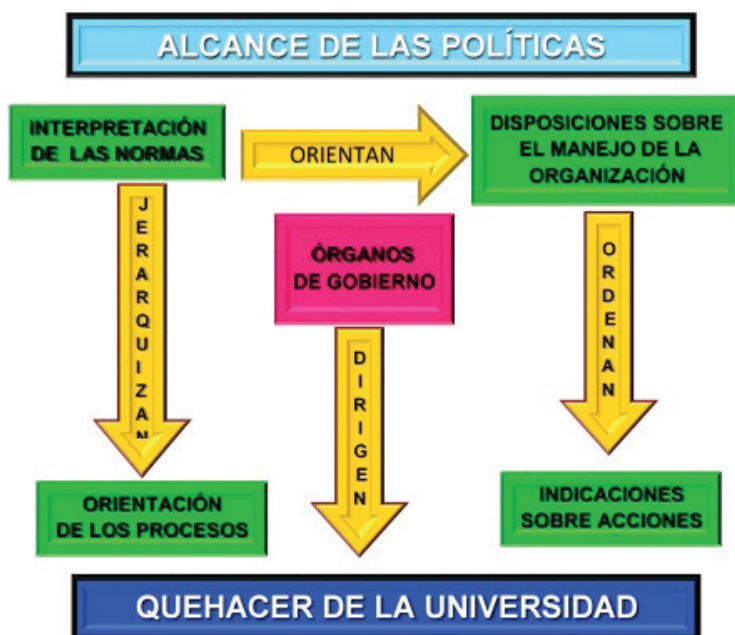 ALCANCE DE LAS POLÍTICAS
INTERPRETACIÓN
DE LAS NORMAS
ORIENTAN
DISPOSICIONES SOBRE
EL MANEJO DE LA
ORGANIZACIÓN
JERARQUIZAN
ÓRGANOS
DE GOBIERNO
ORDENAN
DIRIGEN
ORIENTACIÓN
DE LOS PROCESOS
INDICACIONES
SOBRE ACCIONES
QUEHACER DE LA UNIVERSIDAD